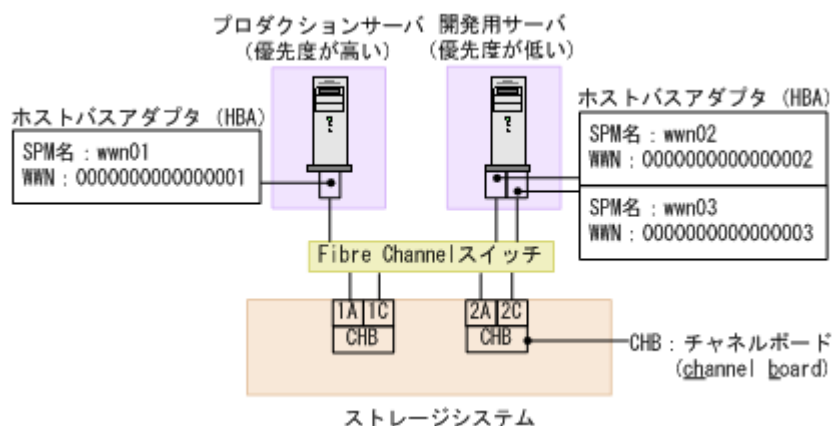 プロダクションサーバ 開発用サーバ
(優先度が高い) (優先度が低い)
ホストバスアダプタ (HBA)
SPM名：wwn01
WWN：0000000000000001
ホストバスアダプタ (HBA)
SPM名：wwn02
WWN：0000000000000002
SPM名：wwn03
WWN：0000000000000003
Fibre Channelスイッチ
1A 1C 2A 2C
CHB CHB
CHB：チャネルボード
(channel board)
ストレージシステム